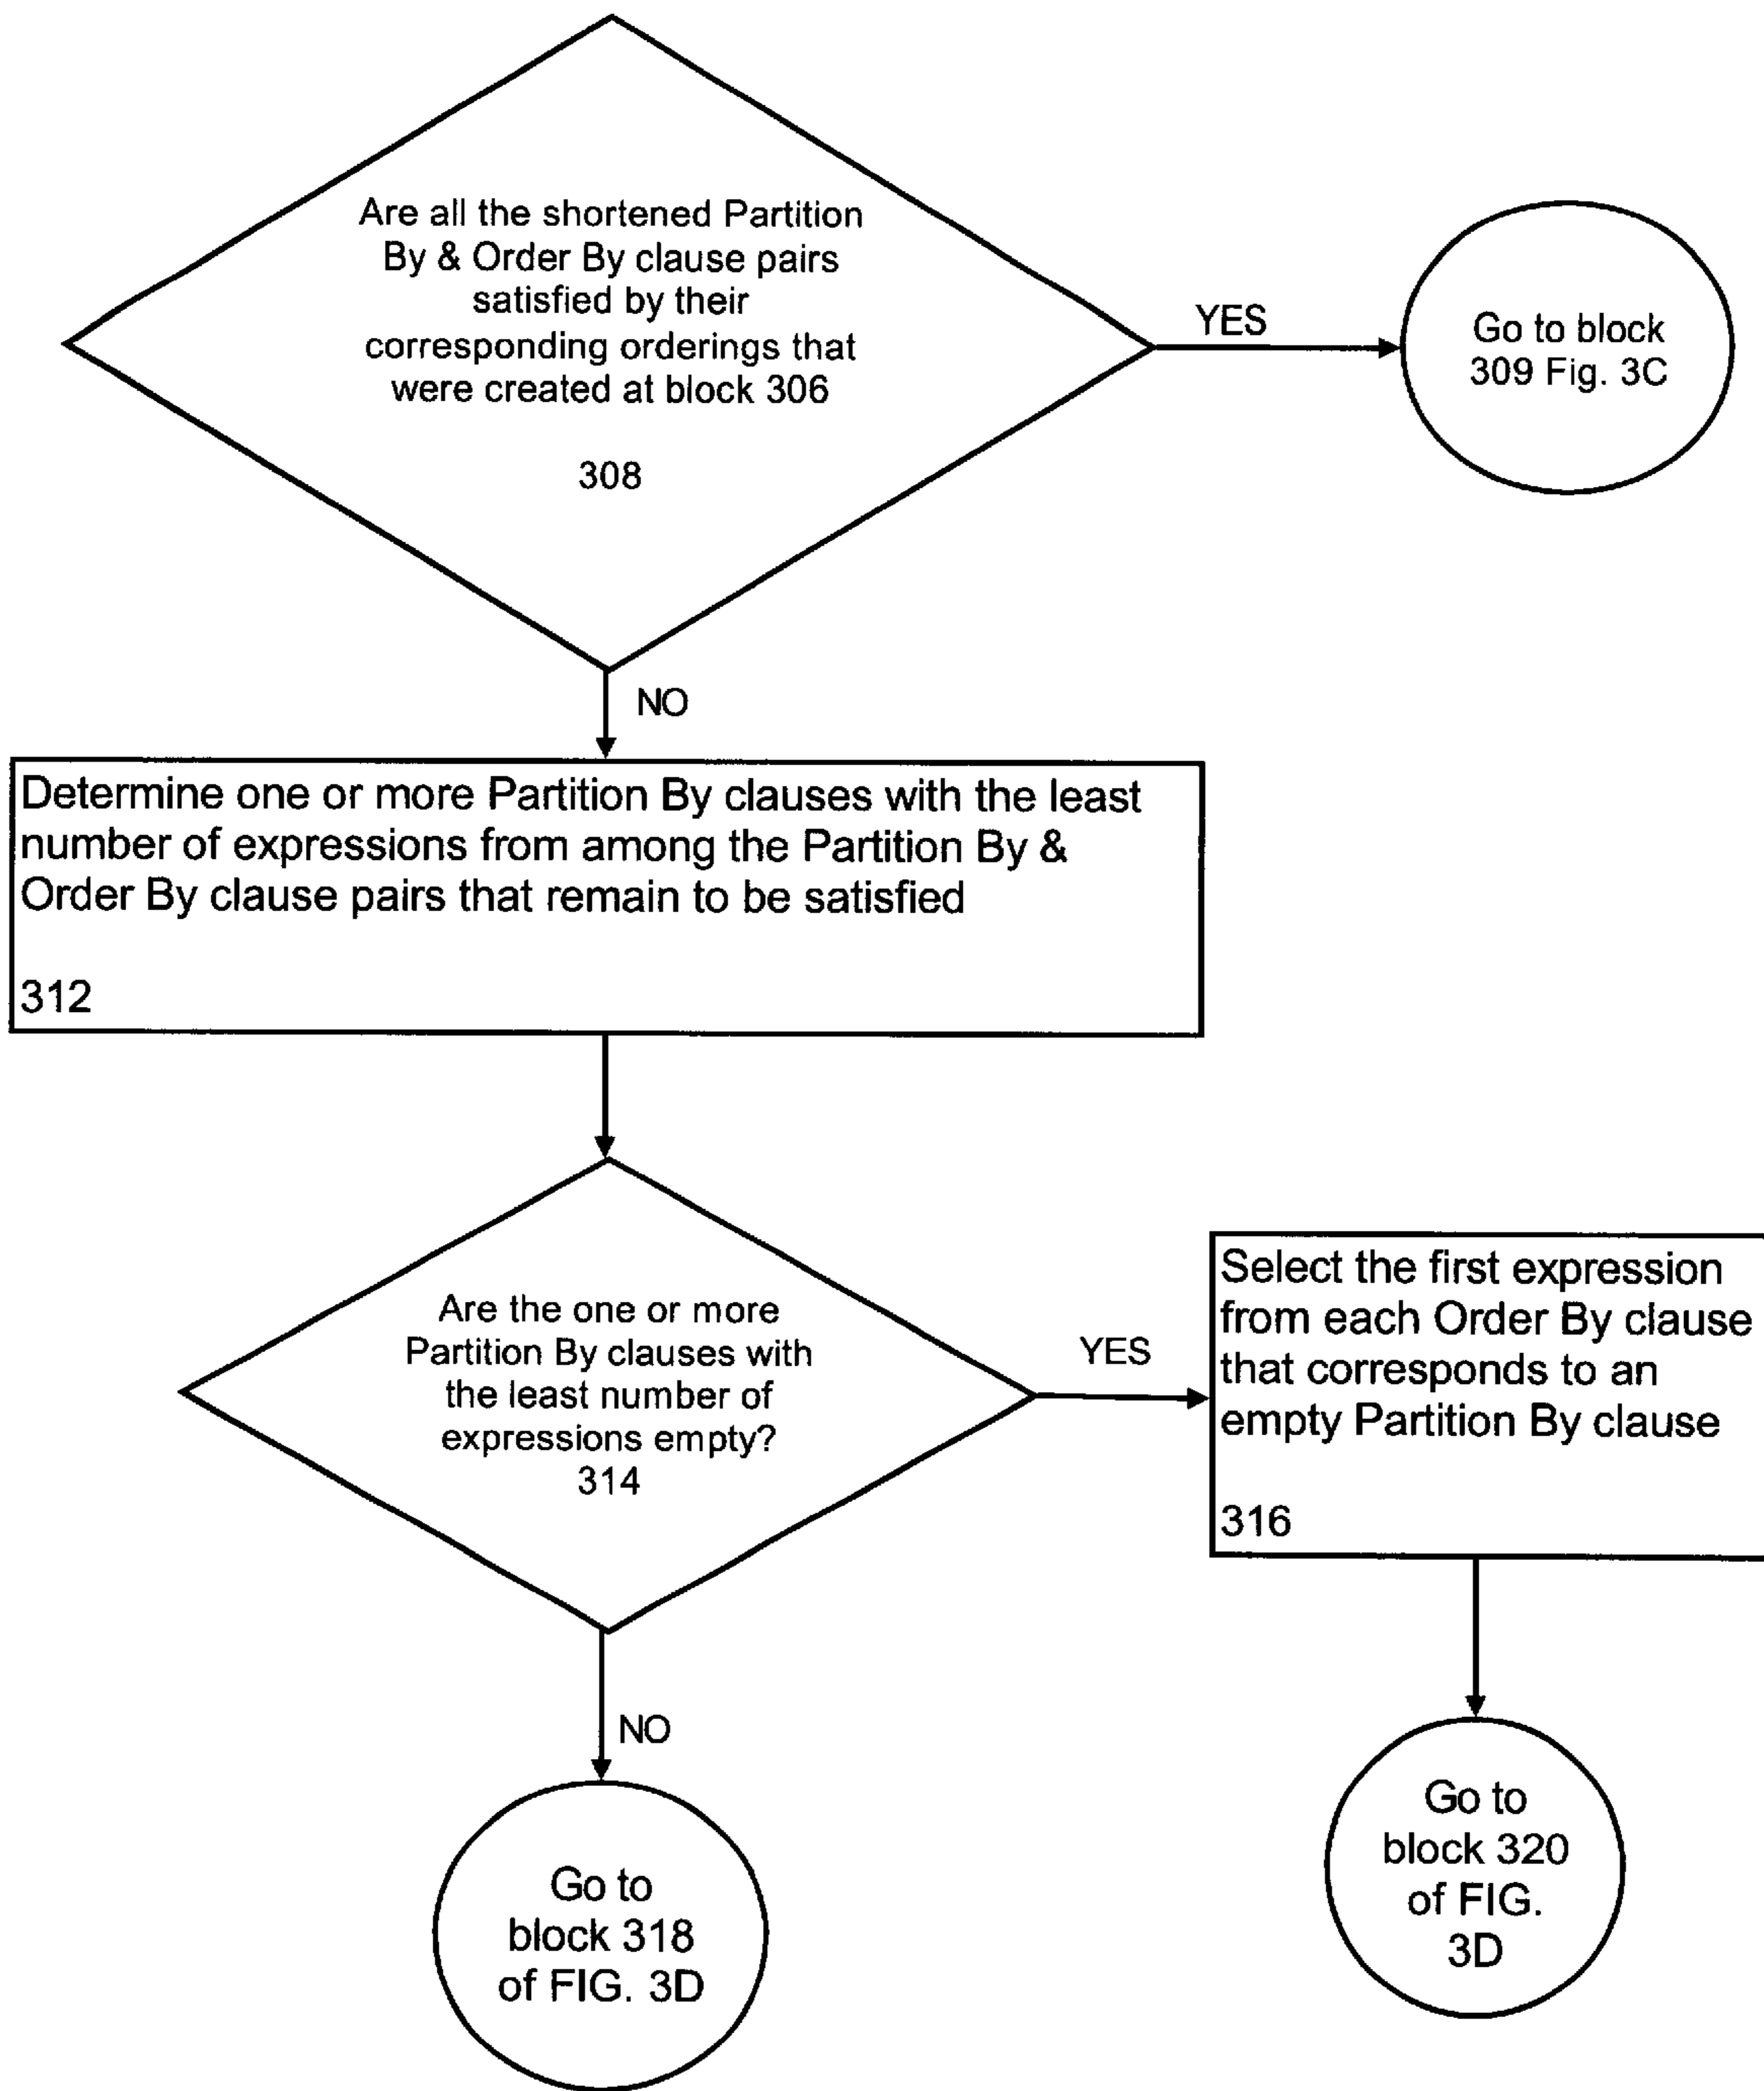 Are all the shortened Partition
By & Order By clause pairs
satisfied by their
corresponding orderings that
were created at block 306
308
YES
Go to block
309 Fig. 3C
NO
Determine one or more Partition By clauses with the least
number of expressions from among the Partition By &
Order By clause pairs that remain to be satisfied
312
Are the one or more
Partition By clauses with
the least number of
expressions empty?
314
YES
Select the first expression
from each Order By clause
that corresponds to an
empty Partition By clause
316
NO
Go to
block 318
of FIG. 3D
Go to
block 320
of FIG.
3D